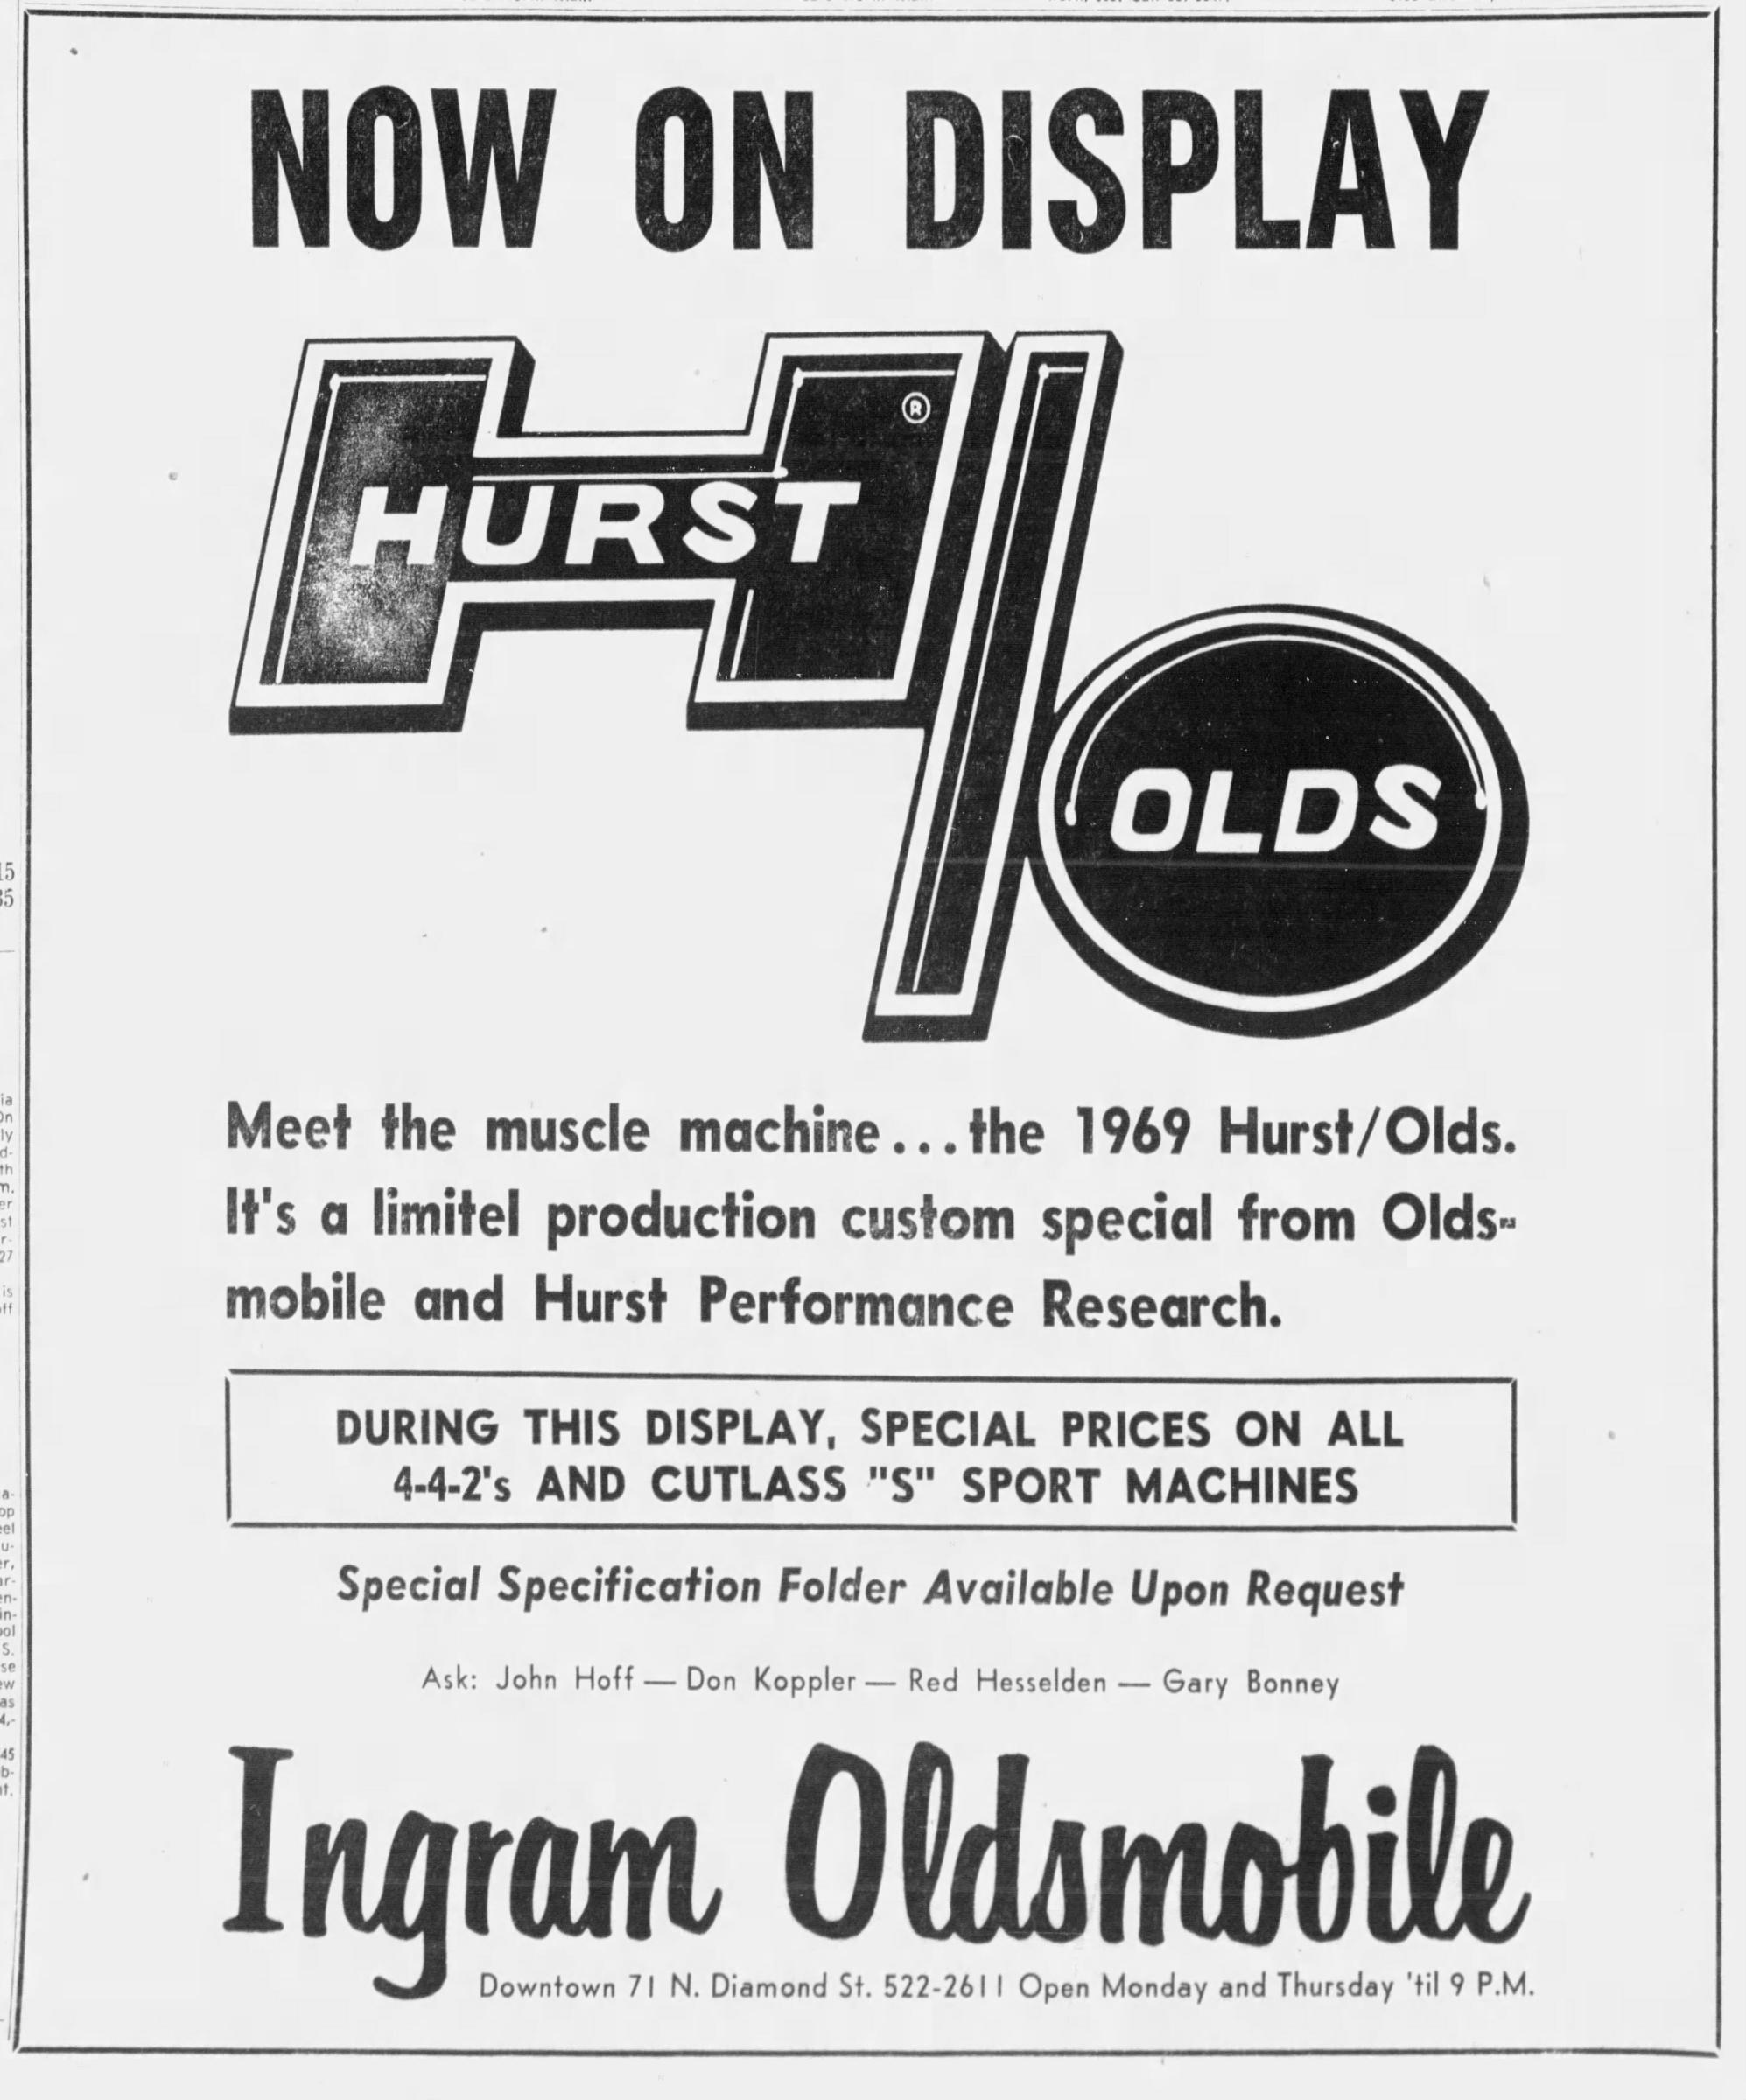 NOW ON DISPLAY
HURST
®
OLDS
Meet the muscle machine...the 1969 Hurst/Olds.
It's a limitel production custom special from Olds-
mobile and Hurst Performance Research.
DURING THIS DISPLAY, SPECIAL PRICES ON ALL
4-4-2's AND CUTLASS "S" SPORT MACHINES
Special Specification Folder Available Upon Request
Ask: John Hoff — Don Koppler — Red Hesselden — Gary Bonney
Ingram Oldsmobile
Downtown 71 N. Diamond St. 522-2611 Open Monday and Thursday 'til 9 P.M.